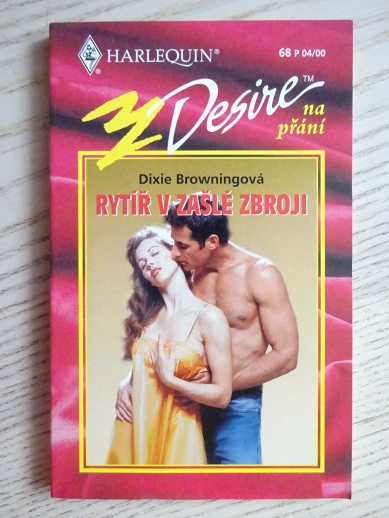 HARLEQUIN®
68 P 04/00
Desire™
na
přání
Dixie Browningová
RYTÍŘ V ZAŠLÉ ZBROJI